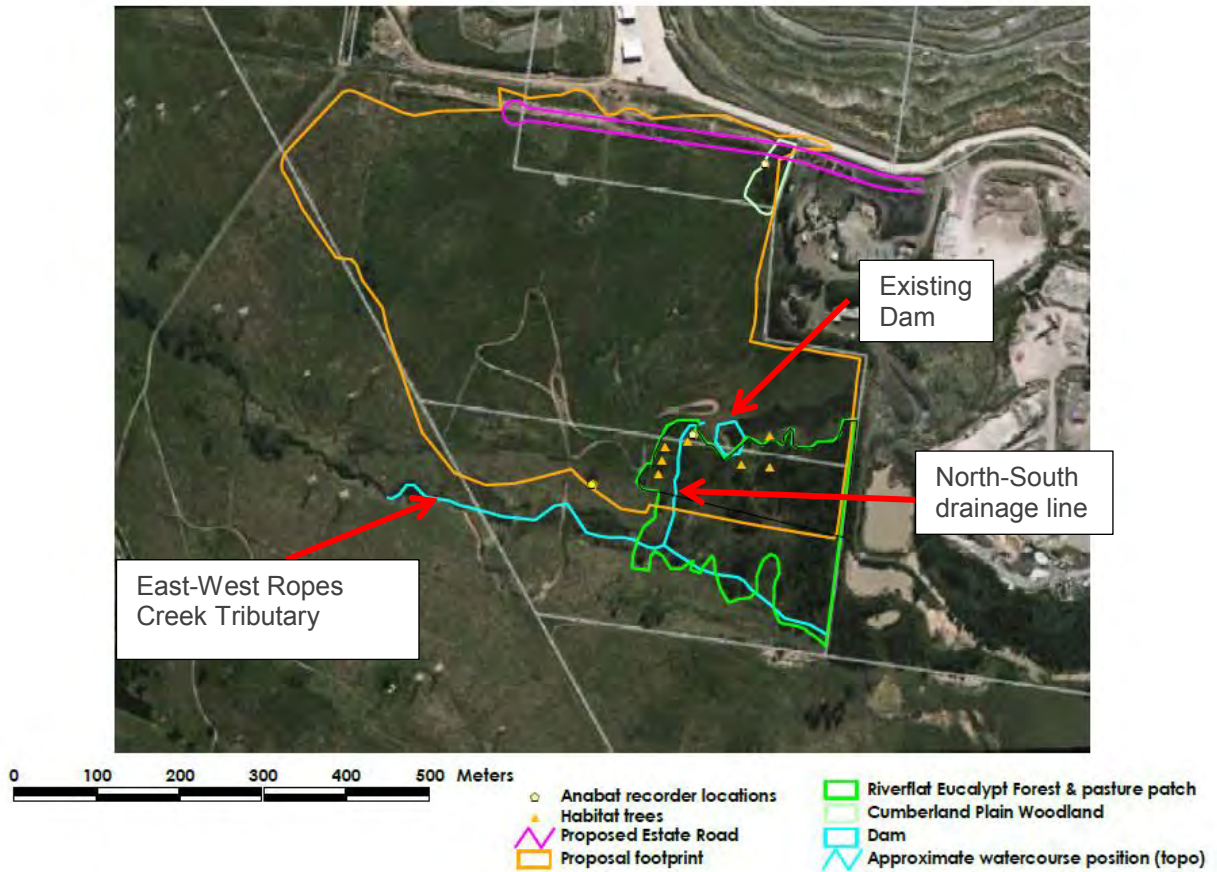 Existing
Dam
North-South
drainage line
East-West Ropes
Creek Tributary
0 100 200 300 400 500 Meters
Anabat recorder locations
Habitat trees
Proposed Estate Road
Proposal footprint
Riverflat Eucalypt Forest & pasture patch
Cumberland Plain Woodland
Dam
Approximate watercourse position (topo)